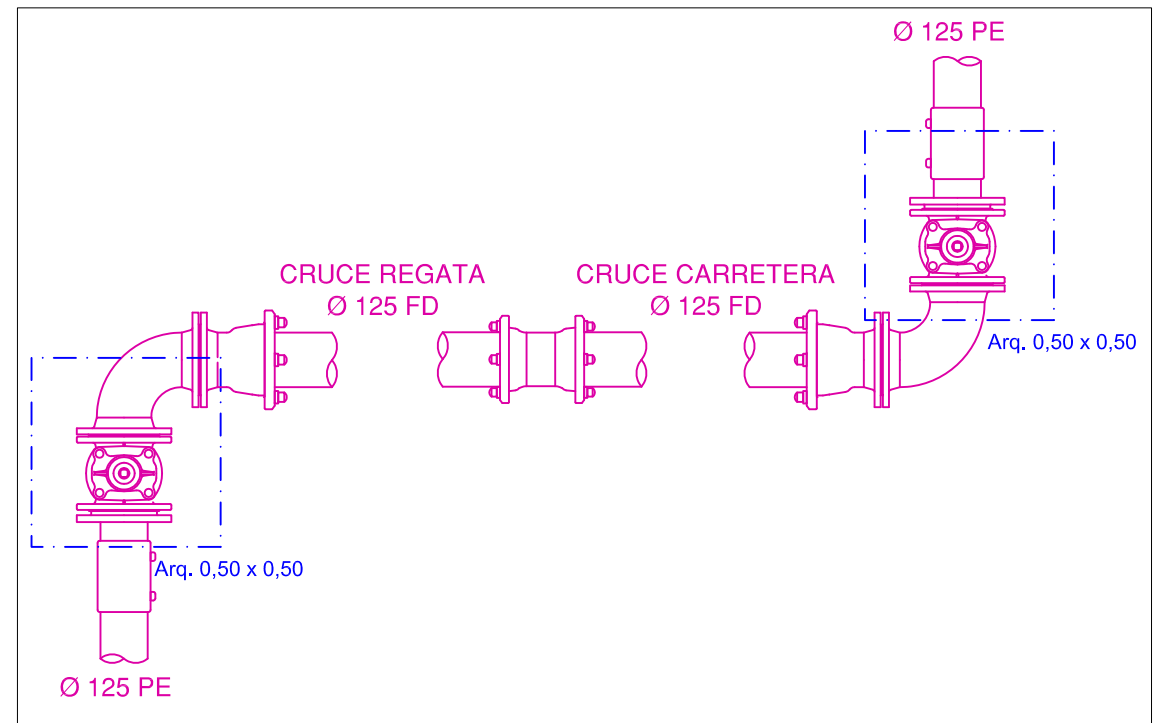 Ø 125 PE
CRUCE REGATA
Ø 125 FD
CRUCE CARRETERA
Ø 125 FD
Arq. 0,50 x 0,50
Arq. 0,50 x 0,50
Ø 125 PE